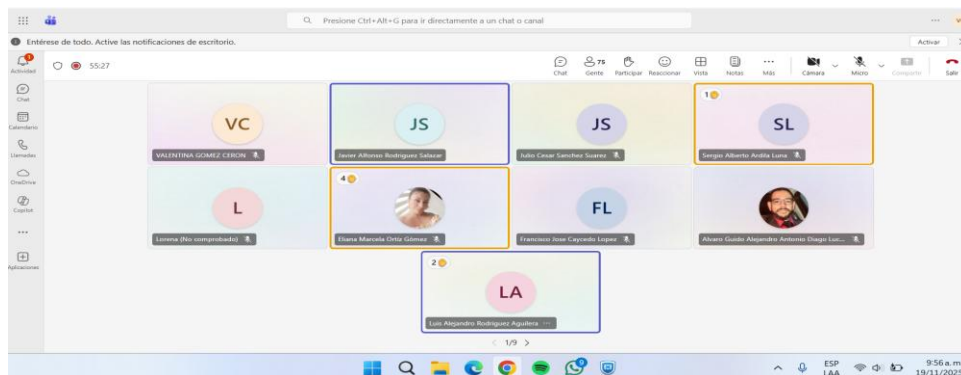 Presione Ctrl+Alt+G para ir directamente a un chat o canal
Entérese de todo. Active las notificaciones de escritorio.
Activar
Actividad
Chat
Calendario
Llamadas
OneDrive
Copilot
Aplicaciones
55:27
Chat
75
Gente
Participar
Reaccionar
Vista
Notas
Más
Cámara
Micro
Compartir
Salir
VC
VALENTINA GOMEZ CERON
JS
Javier Alfonso Rodriguez Salazar
JS
Julio Cesar Sanchez Suarez
1
SL
Sergio Alberto Ardila Luna
L
Lorena (No comprobado)
4
Eliana Marcela Ortiz Gómez
FL
Francisco Jose Caycedo Lopez
Alvaro Guido Alejandro Antonio Diago Luc...
2
LA
Luis Alejandro Rodriguez Aguilera
1/9
9
ESP
LAA
9:56 a.m.
19/11/2025